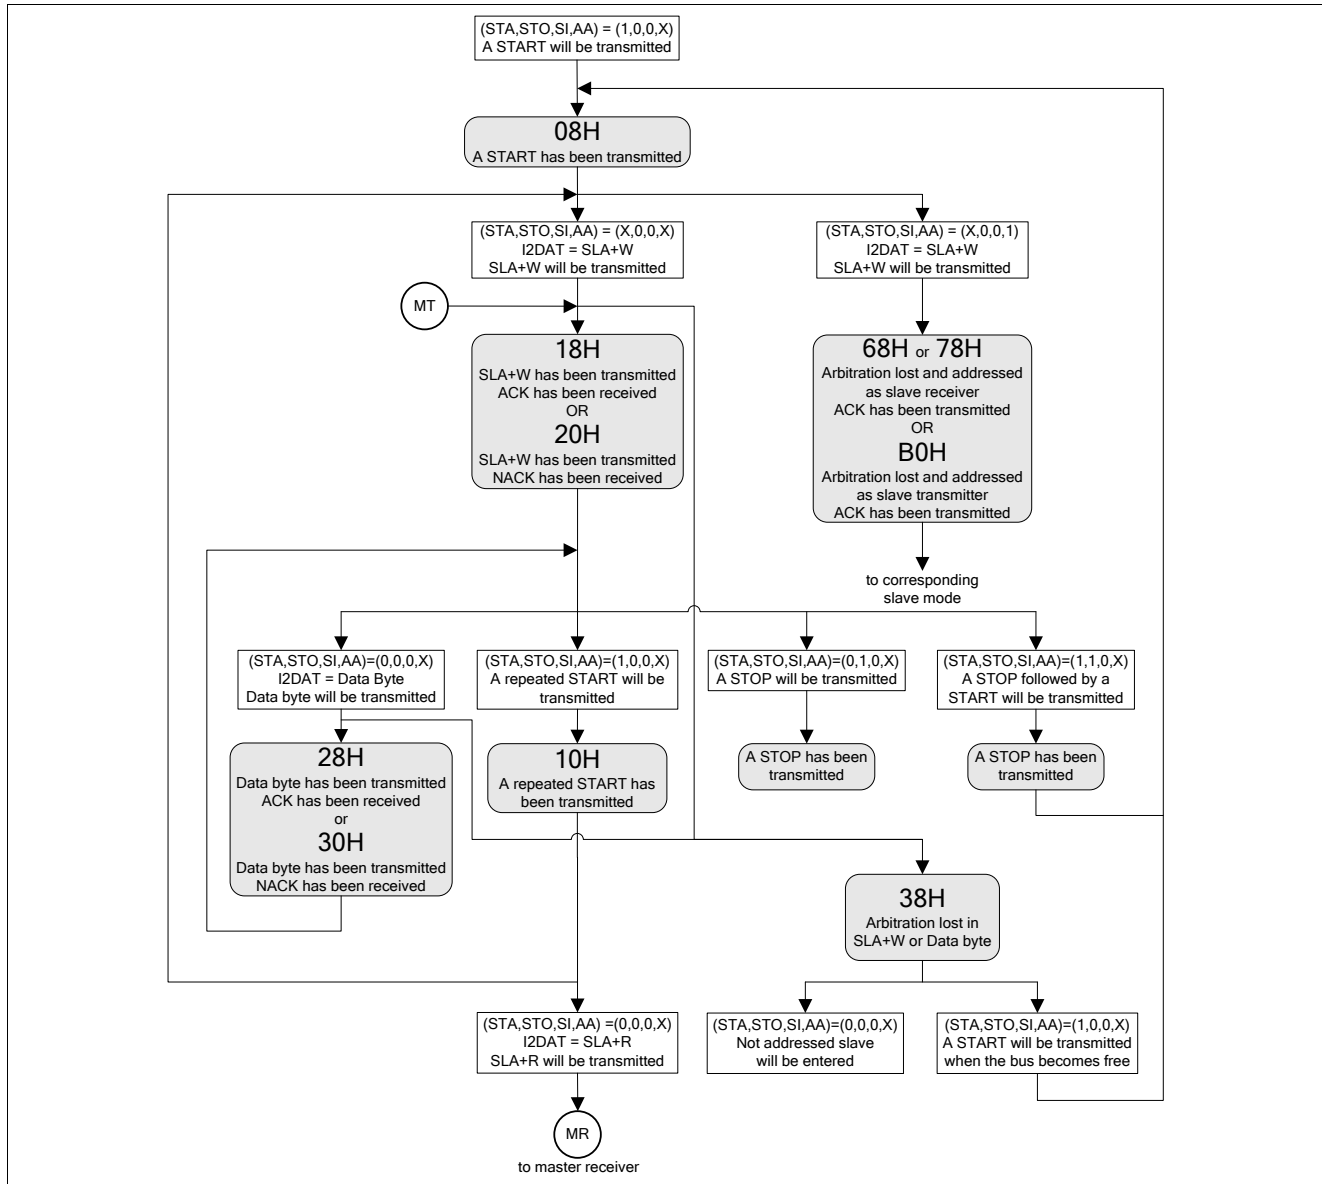 (STA,STO,SI,AA) = (1,0,0,X)
A START will be transmitted
08H
A START has been transmitted
(STA,STO,SI,AA) = (X,0,0,X)
I2DAT = SLA+W
SLA+W will be transmitted
(STA,STO,SI,AA) = (X,0,0,1)
I2DAT = SLA+W
SLA+W will be transmitted
MT
18H
SLA+W has been transmitted
ACK has been received
OR
20H
SLA+W has been transmitted
NACK has been received
68H or 78H
Arbitration lost and addressed
as slave receiver
ACK has been transmitted
OR
B0H
Arbitration lost and addressed
as slave transmitter
ACK has been transmitted
to corresponding
slave mode
(STA,STO,SI,AA)=(0,0,0,X)
I2DAT = Data Byte
Data byte will be transmitted
(STA,STO,SI,AA)=(1,0,0,X)
A repeated START will be
transmitted
(STA,STO,SI,AA)=(0,1,0,X)
A STOP will be transmitted
(STA,STO,SI,AA)=(1,1,0,X)
A STOP followed by a
START will be transmitted
28H
Data byte has been transmitted
ACK has been received
or
30H
Data byte has been transmitted
NACK has been received
10H
A repeated START has
been transmitted
A STOP has been
transmitted
A STOP has been
transmitted
38H
Arbitration lost in
SLA+W or Data byte
(STA,STO,SI,AA) =(0,0,0,X)
I2DAT = SLA+R
SLA+R will be transmitted
(STA,STO,SI,AA)=(0,0,0,X)
Not addressed slave
will be entered
(STA,STO,SI,AA)=(1,0,0,X)
A START will be transmitted
when the bus becomes free
MR
to master receiver